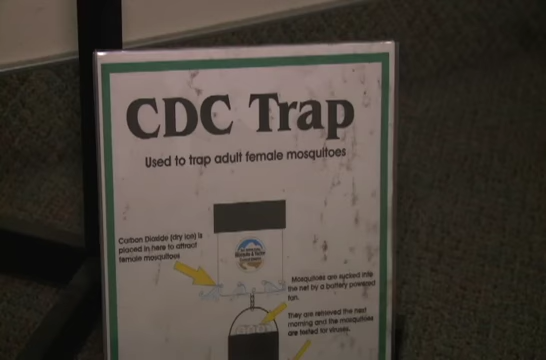 CDC Trap
Used to trap adult female mosquitoes
Carbon Dioxide (dry ice) is
placed in here to attract
female mosquitoes
Mosquitoes are sucked into
the net by a battery powered
fan.
They are retrieved the next
morning and the mosquitoes
are tested for viruses.